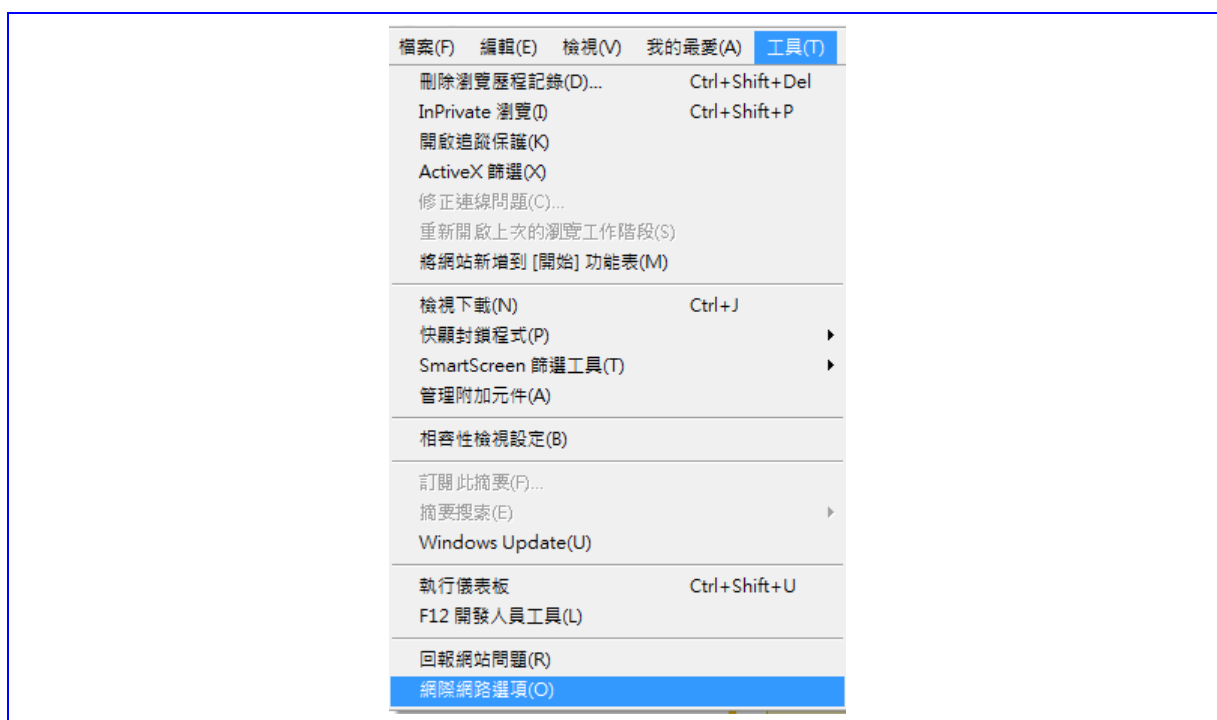 檔案(F) 編輯(E) 檢視(V) 我的最愛(A) 工具(T)
刪除瀏覽歷程記錄(D)... Ctrl+Shift+Del
InPrivate 瀏覽(I) Ctrl+Shift+P
開啟追蹤保護(K)
ActiveX 篩選(X)
修正連線問題(C)...
重新開啟上次的瀏覽工作階段(S)
將網站新增到 [開始] 功能表(M)
檢視下載(N) Ctrl+J
快顯封鎖程式(P)
SmartScreen 篩選工具(T)
管理附加元件(A)
相容性檢視設定(B)
訂閱此摘要(F)...
摘要搜索(E)
Windows Update(U)
執行儀表板 Ctrl+Shift+U
F12 開發人員工具(L)
回報網站問題(R)
網際網路選項(O)